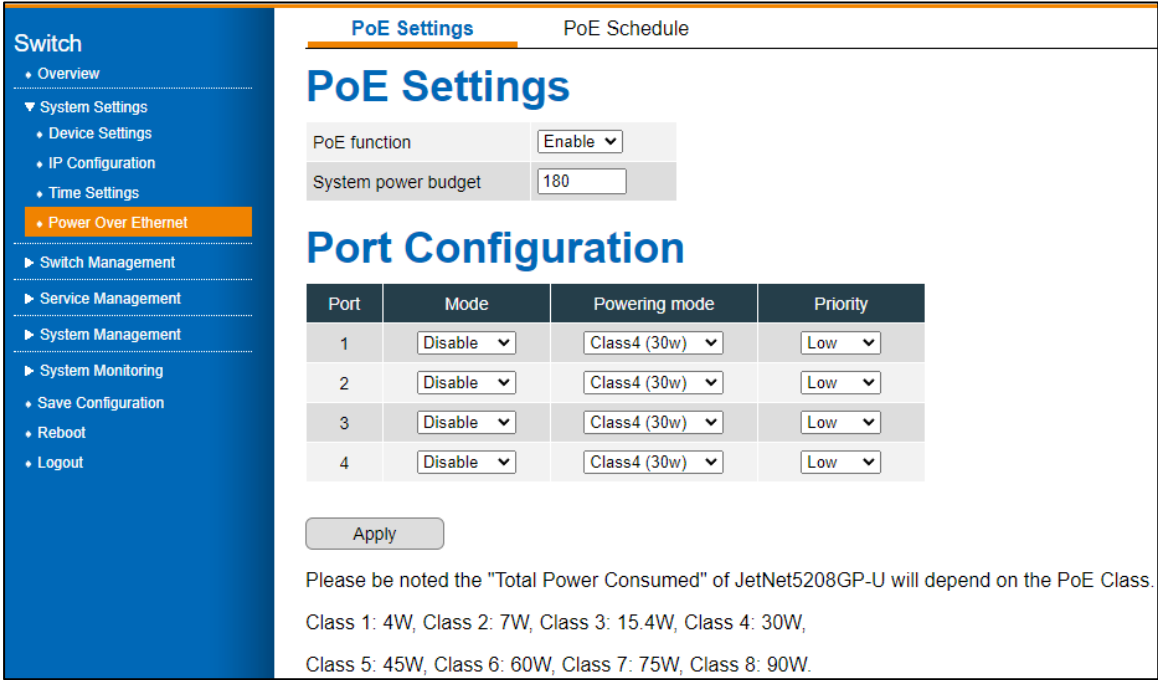 Switch
Overview
System Settings
Device Settings
IP Configuration
Time Settings
Power Over Ethernet
Switch Management
Service Management
System Management
System Monitoring
Save Configuration
Reboot
Logout
PoE Settings PoE Schedule
PoE Settings
PoE function Enable
System power budget 180
Port Configuration
Port Mode Powering mode Priority
1 Disable Class4 (30w) Low
2 Disable Class4 (30w) Low
3 Disable Class4 (30w) Low
4 Disable Class4 (30w) Low
Apply
Please be noted the "Total Power Consumed" of JetNet5208GP-U will depend on the PoE Class.
Class 1: 4W, Class 2: 7W, Class 3: 15.4W, Class 4: 30W,
Class 5: 45W, Class 6: 60W, Class 7: 75W, Class 8: 90W.